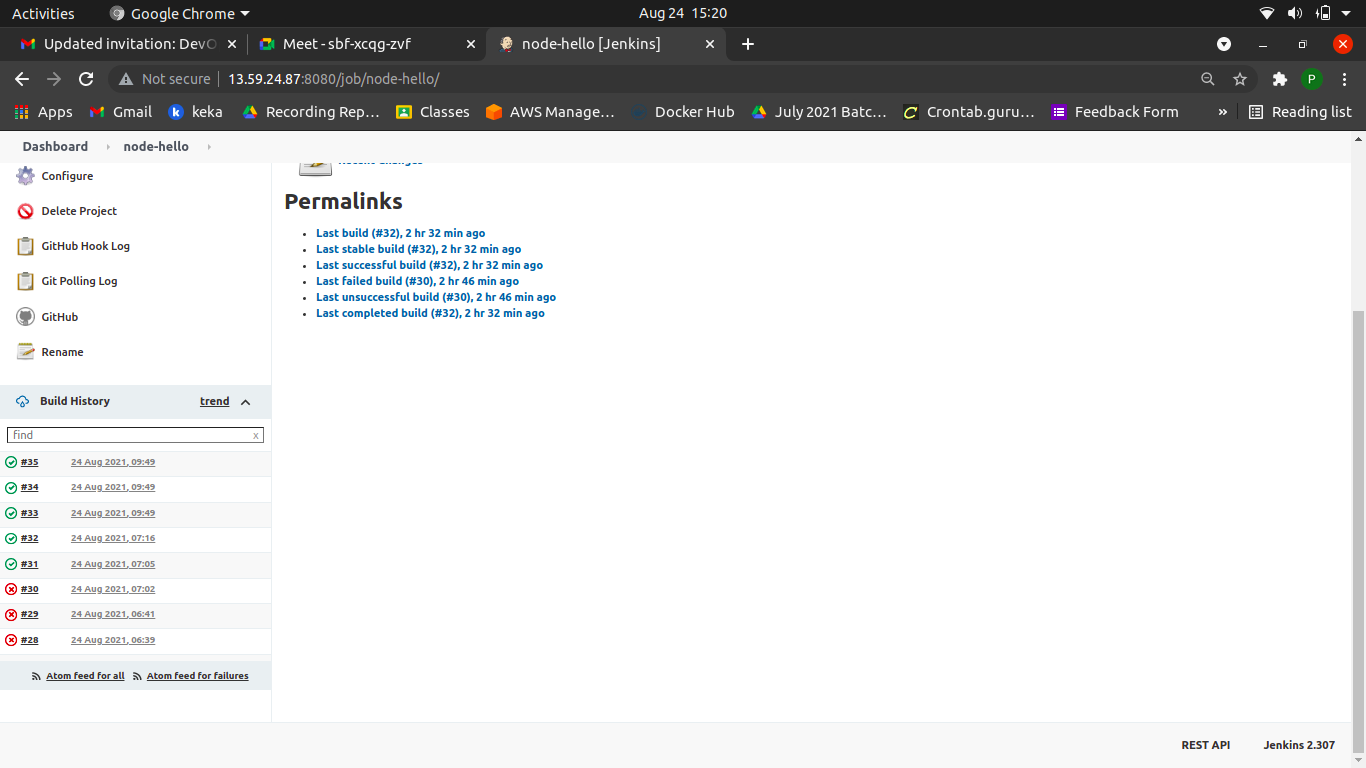 Activities Google Chrome Aug 24 15:20
Updated invitation: DevO Meet - sbf-xcqg-zvf node-hello [Jenkins]
Not secure 13.59.24.87:8080/job/node-hello/ P
Apps Gmail keka Recording Rep... Classes AWS Manage... Docker Hub July 2021 Batc... Crontab.guru... Feedback Form » Reading list
Dashboard node-hello
Recent Changes
Configure
Delete Project
GitHub Hook Log
Git Polling Log
GitHub
Rename
Build History trend
find x
#35 24 Aug 2021, 09:49
#34 24 Aug 2021, 09:49
#33 24 Aug 2021, 09:49
#32 24 Aug 2021, 07:16
#31 24 Aug 2021, 07:05
#30 24 Aug 2021, 07:02
#29 24 Aug 2021, 06:41
#28 24 Aug 2021, 06:39
Atom feed for all Atom feed for failures
Permalinks
Last build (#32), 2 hr 32 min ago
Last stable build (#32), 2 hr 32 min ago
Last successful build (#32), 2 hr 32 min ago
Last failed build (#30), 2 hr 46 min ago
Last unsuccessful build (#30), 2 hr 46 min ago
Last completed build (#32), 2 hr 32 min ago
REST API Jenkins 2.307